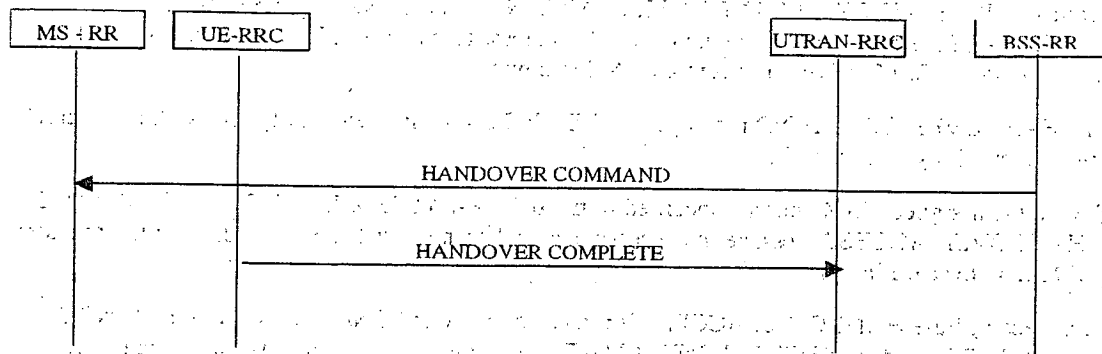 MS - RR
UE-RRC
UTRAN-RRC
BSS-RR
HANDOVER COMMAND
HANDOVER COMPLETE